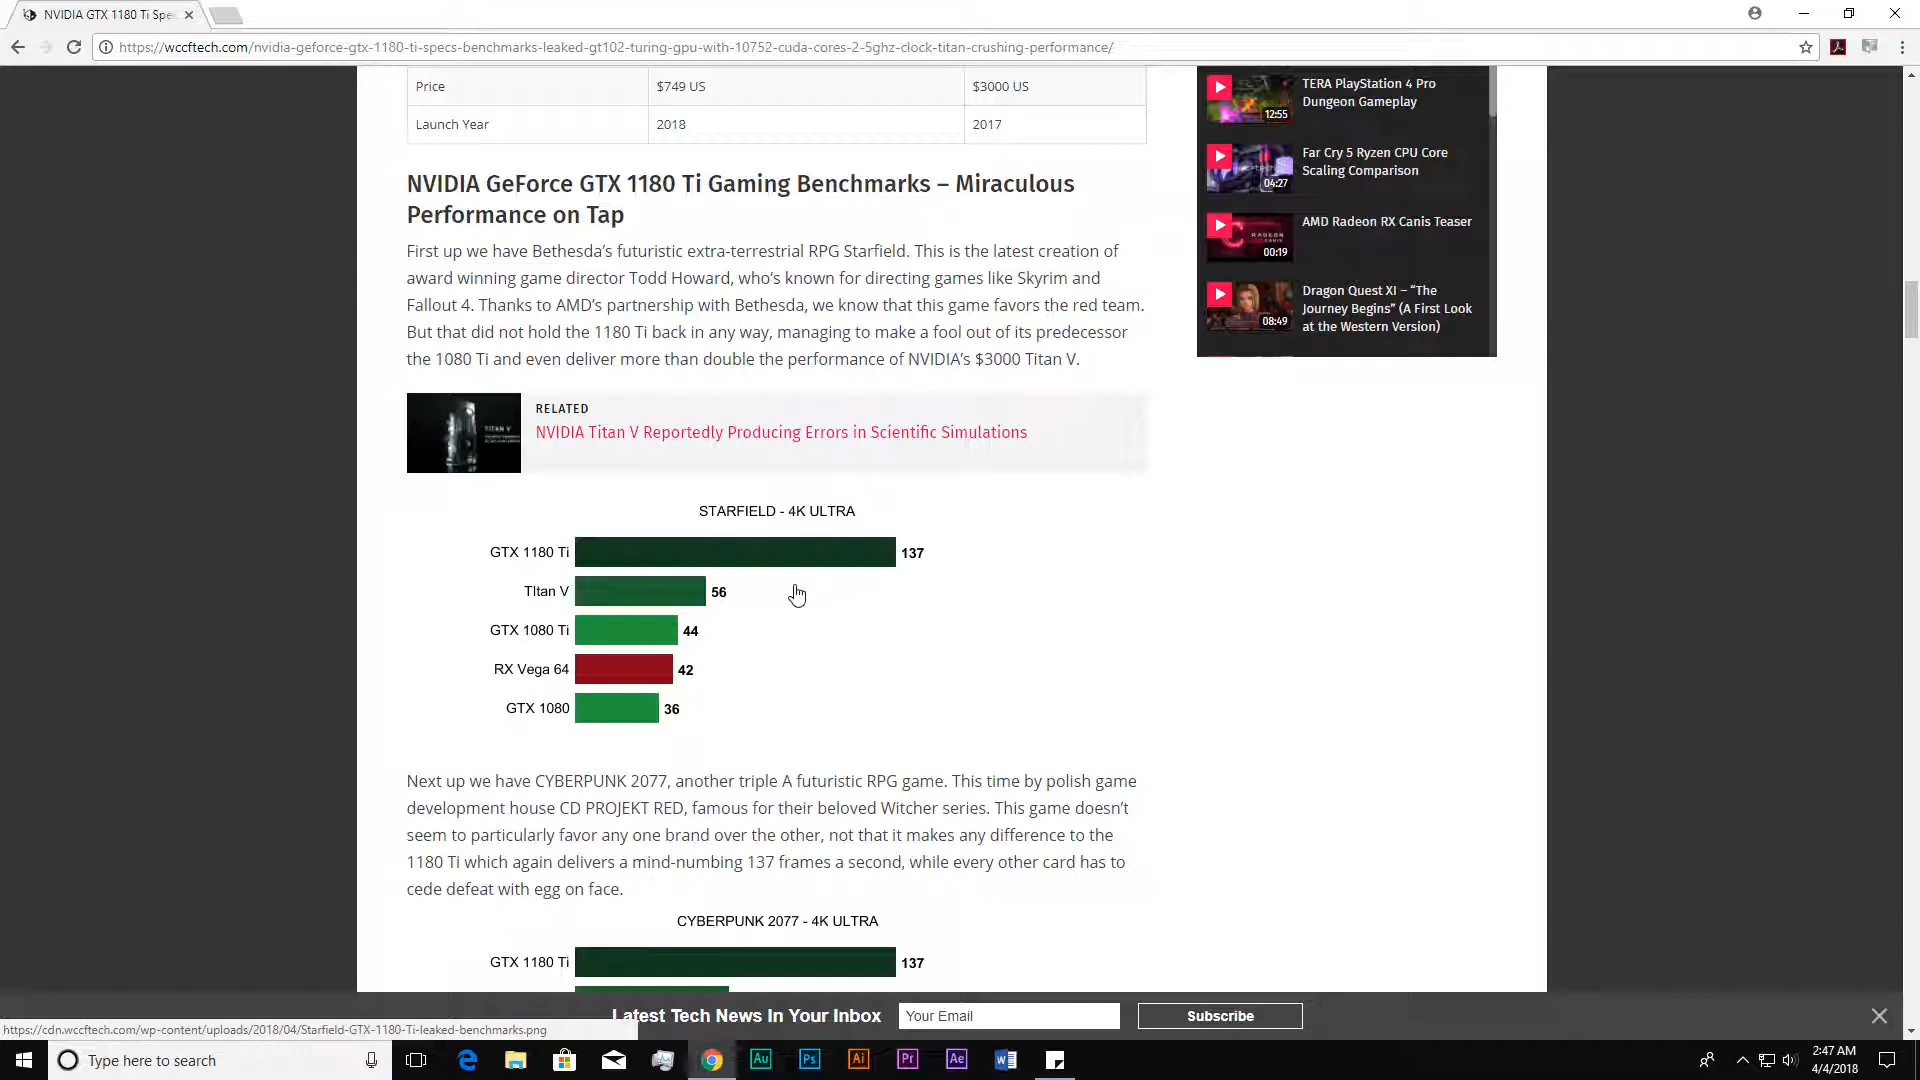 NVIDIA GTX 1180 Ti Spe
https://wccftech.com/nvidia-geforce-gtx-1180-ti-specs-benchmarks-leaked-gt102-turing-gpu-with-10752-cuda-cores-2-5ghz-clock-titan-crushing-performance/
Price $749 US $3000 US
Launch Year 2018 2017
NVIDIA GeForce GTX 1180 Ti Gaming Benchmarks – Miraculous
Performance on Tap
First up we have Bethesda’s futuristic extra-terrestrial RPG Starfield. This is the latest creation of
award winning game director Todd Howard, who’s known for directing games like Skyrim and
Fallout 4. Thanks to AMD’s partnership with Bethesda, we know that this game favors the red team.
But that did not hold the 1180 Ti back in any way, managing to make a fool out of its predecessor
the 1080 Ti and even deliver more than double the performance of NVIDIA’s $3000 Titan V.
TITAN V
RELATED
NVIDIA Titan V Reportedly Producing Errors in Scientific Simulations
STARFIELD - 4K ULTRA
GTX 1180 Ti 137
TItan V 56
GTX 1080 Ti 44
RX Vega 64 42
GTX 1080 36
Next up we have CYBERPUNK 2077, another triple A futuristic RPG game. This time by polish game
development house CD PROJEKT RED, famous for their beloved Witcher series. This game doesn’t
seem to particularly favor any one brand over the other, not that it makes any difference to the
1180 Ti which again delivers a mind-numbing 137 frames a second, while every other card has to
cede defeat with egg on face.
CYBERPUNK 2077 - 4K ULTRA
GTX 1180 Ti 137
TERA PlayStation 4 Pro
Dungeon Gameplay
12:55
Far Cry 5 Ryzen CPU Core
Scaling Comparison
04:27
AMD Radeon RX Canis Teaser
00:19
Dragon Quest XI – “The
Journey Begins” (A First Look
at the Western Version)
08:49
Latest Tech News In Your Inbox Your Email Subscribe
https://cdn.wccftech.com/wp-content/uploads/2018/04/Starfield-GTX-1180-Ti-leaked-benchmarks.png
Type here to search
Au Ps Ai Pr Ae
2:47 AM
4/4/2018